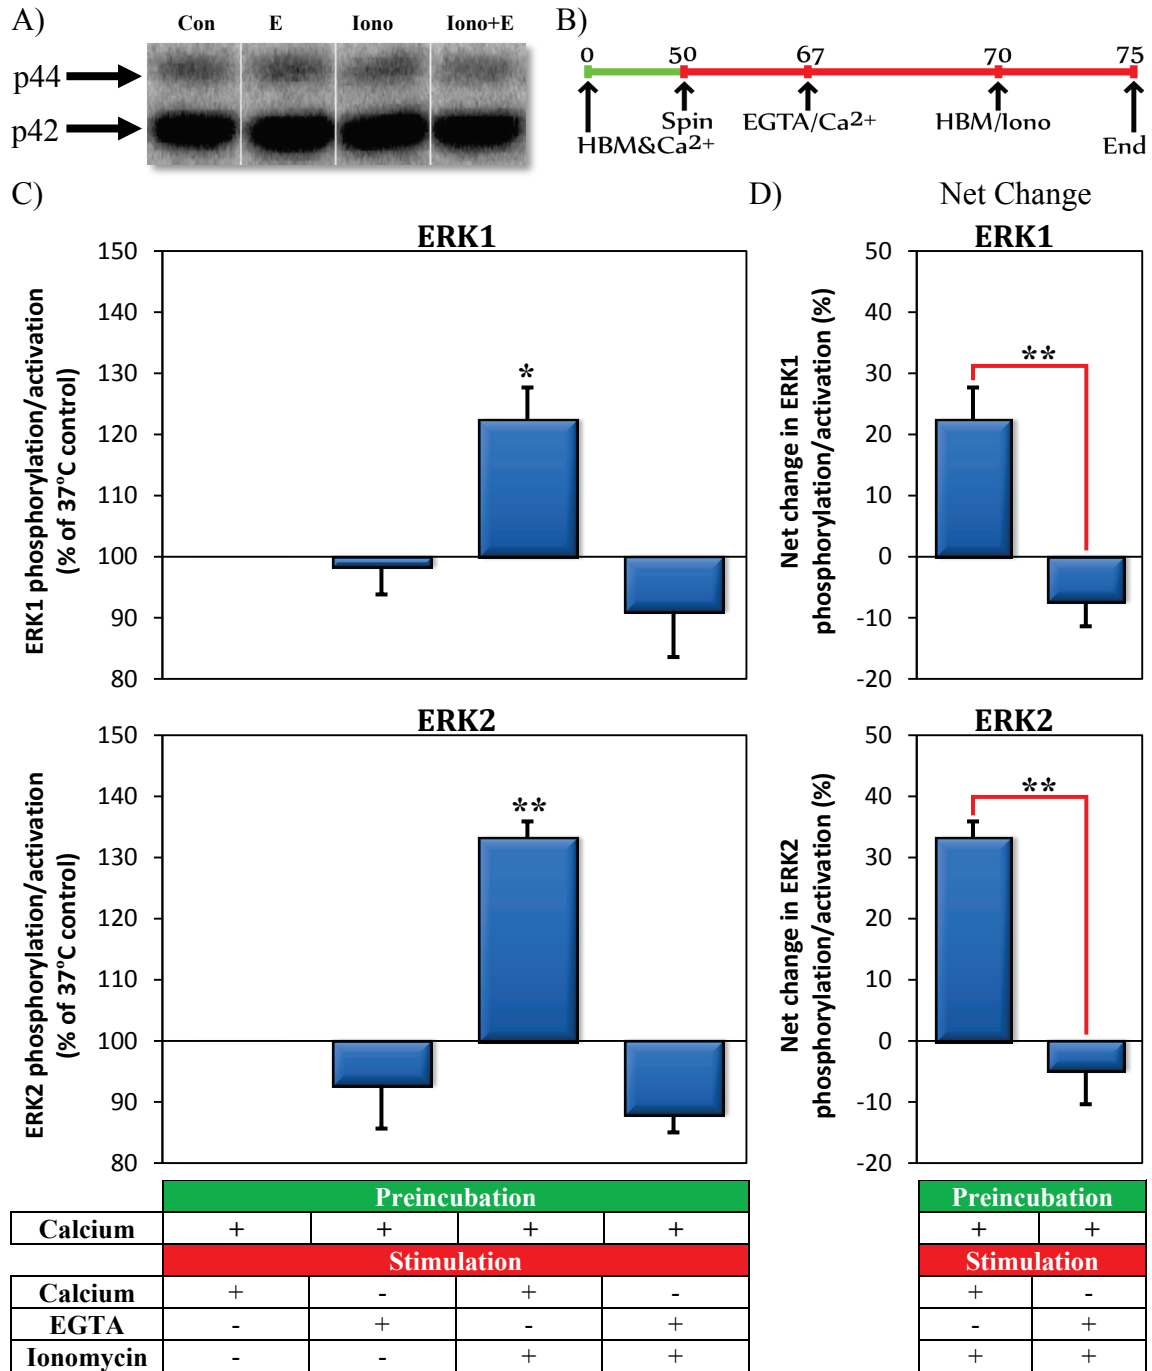 A)
Con E Iono Iono+E
p44
p42
B)
0 50 67 70 75
Spin EGTA/Ca2+ HBM/Iono
HBM&Ca2+ End
C)
ERK1
ERK1 phosphorylation/activation
(% of 37°C control)
150
140
130
120
110
100
90
80
*
D) Net Change
ERK1
Net change in ERK1
phosphorylation/activation (%)
50
40
30
20
10
0
-10
-20
**
ERK2
ERK2 phosphorylation/activation
(% of 37°C control)
150
140
130
120
110
100
90
80
**
ERK2
Net change in ERK2
phosphorylation/activation (%)
50
40
30
20
10
0
-10
-20
**
Preincubation
Calcium + + + +
Stimulation
Calcium + - + -
EGTA - + - +
Ionomycin - - + +
Preincubation
+ +
Stimulation
+ -
- +
+ +